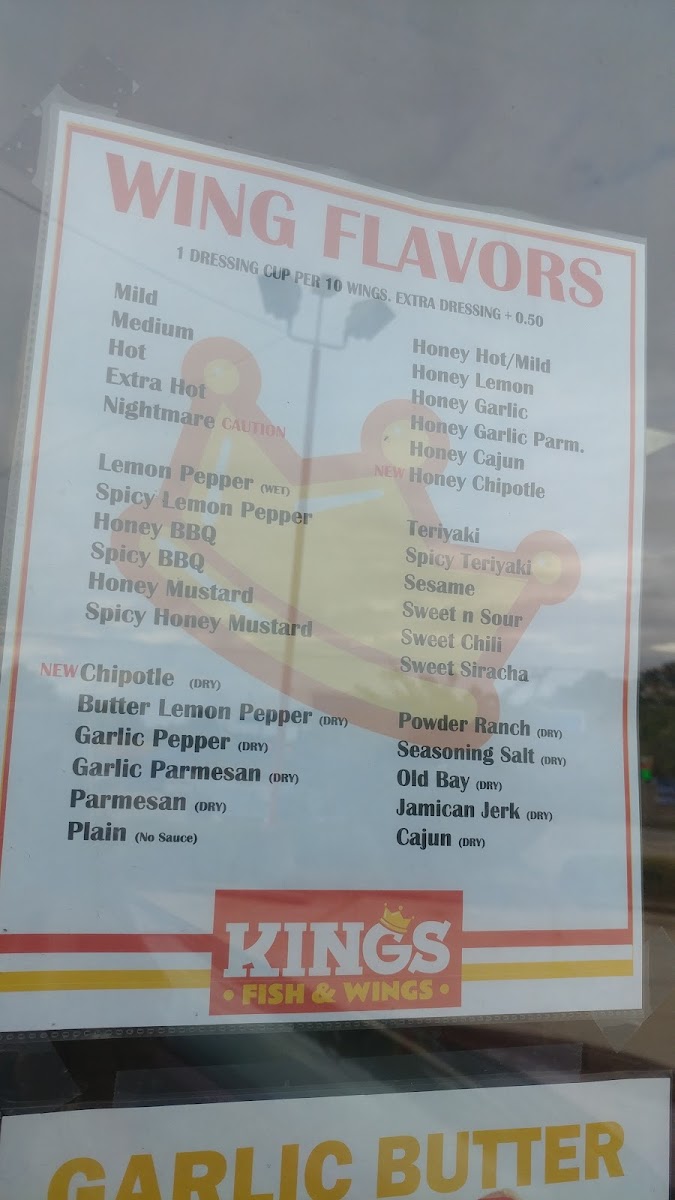 WING FLAVORS
1 DRESSING CUP PER 10 WINGS. EXTRA DRESSING + 0.50
Mild
Medium
Hot
Extra Hot
Nightmare CAUTION
Lemon Pepper (WET)
Spicy Lemon Pepper
Honey BBQ
Spicy BBQ
Honey Mustard
Spicy Honey Mustard
NEW Chipotle (DRY)
Butter Lemon Pepper (DRY)
Garlic Pepper (DRY)
Garlic Parmesan (DRY)
Parmesan (DRY)
Plain (No Sauce)
Honey Hot/Mild
Honey Lemon
Honey Garlic
Honey Garlic Parm.
Honey Cajun
NEW Honey Chipotle
Teriyaki
Spicy Teriyaki
Sesame
Sweet n Sour
Sweet Chili
Sweet Siracha
Powder Ranch (DRY)
Seasoning Salt (DRY)
Old Bay (DRY)
Jamican Jerk (DRY)
Cajun (DRY)
KINGS
• FISH & WINGS •
GARLIC BUTTER